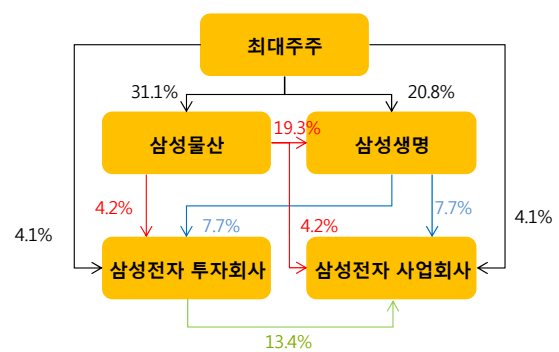 최대주주
31.1%
20.8%
삼성물산
19.3%
삼성생명
4.2%
7.7%
4.2%
7.7%
4.1%
4.1%
삼성전자 투자회사
삼성전자 사업회사
13.4%